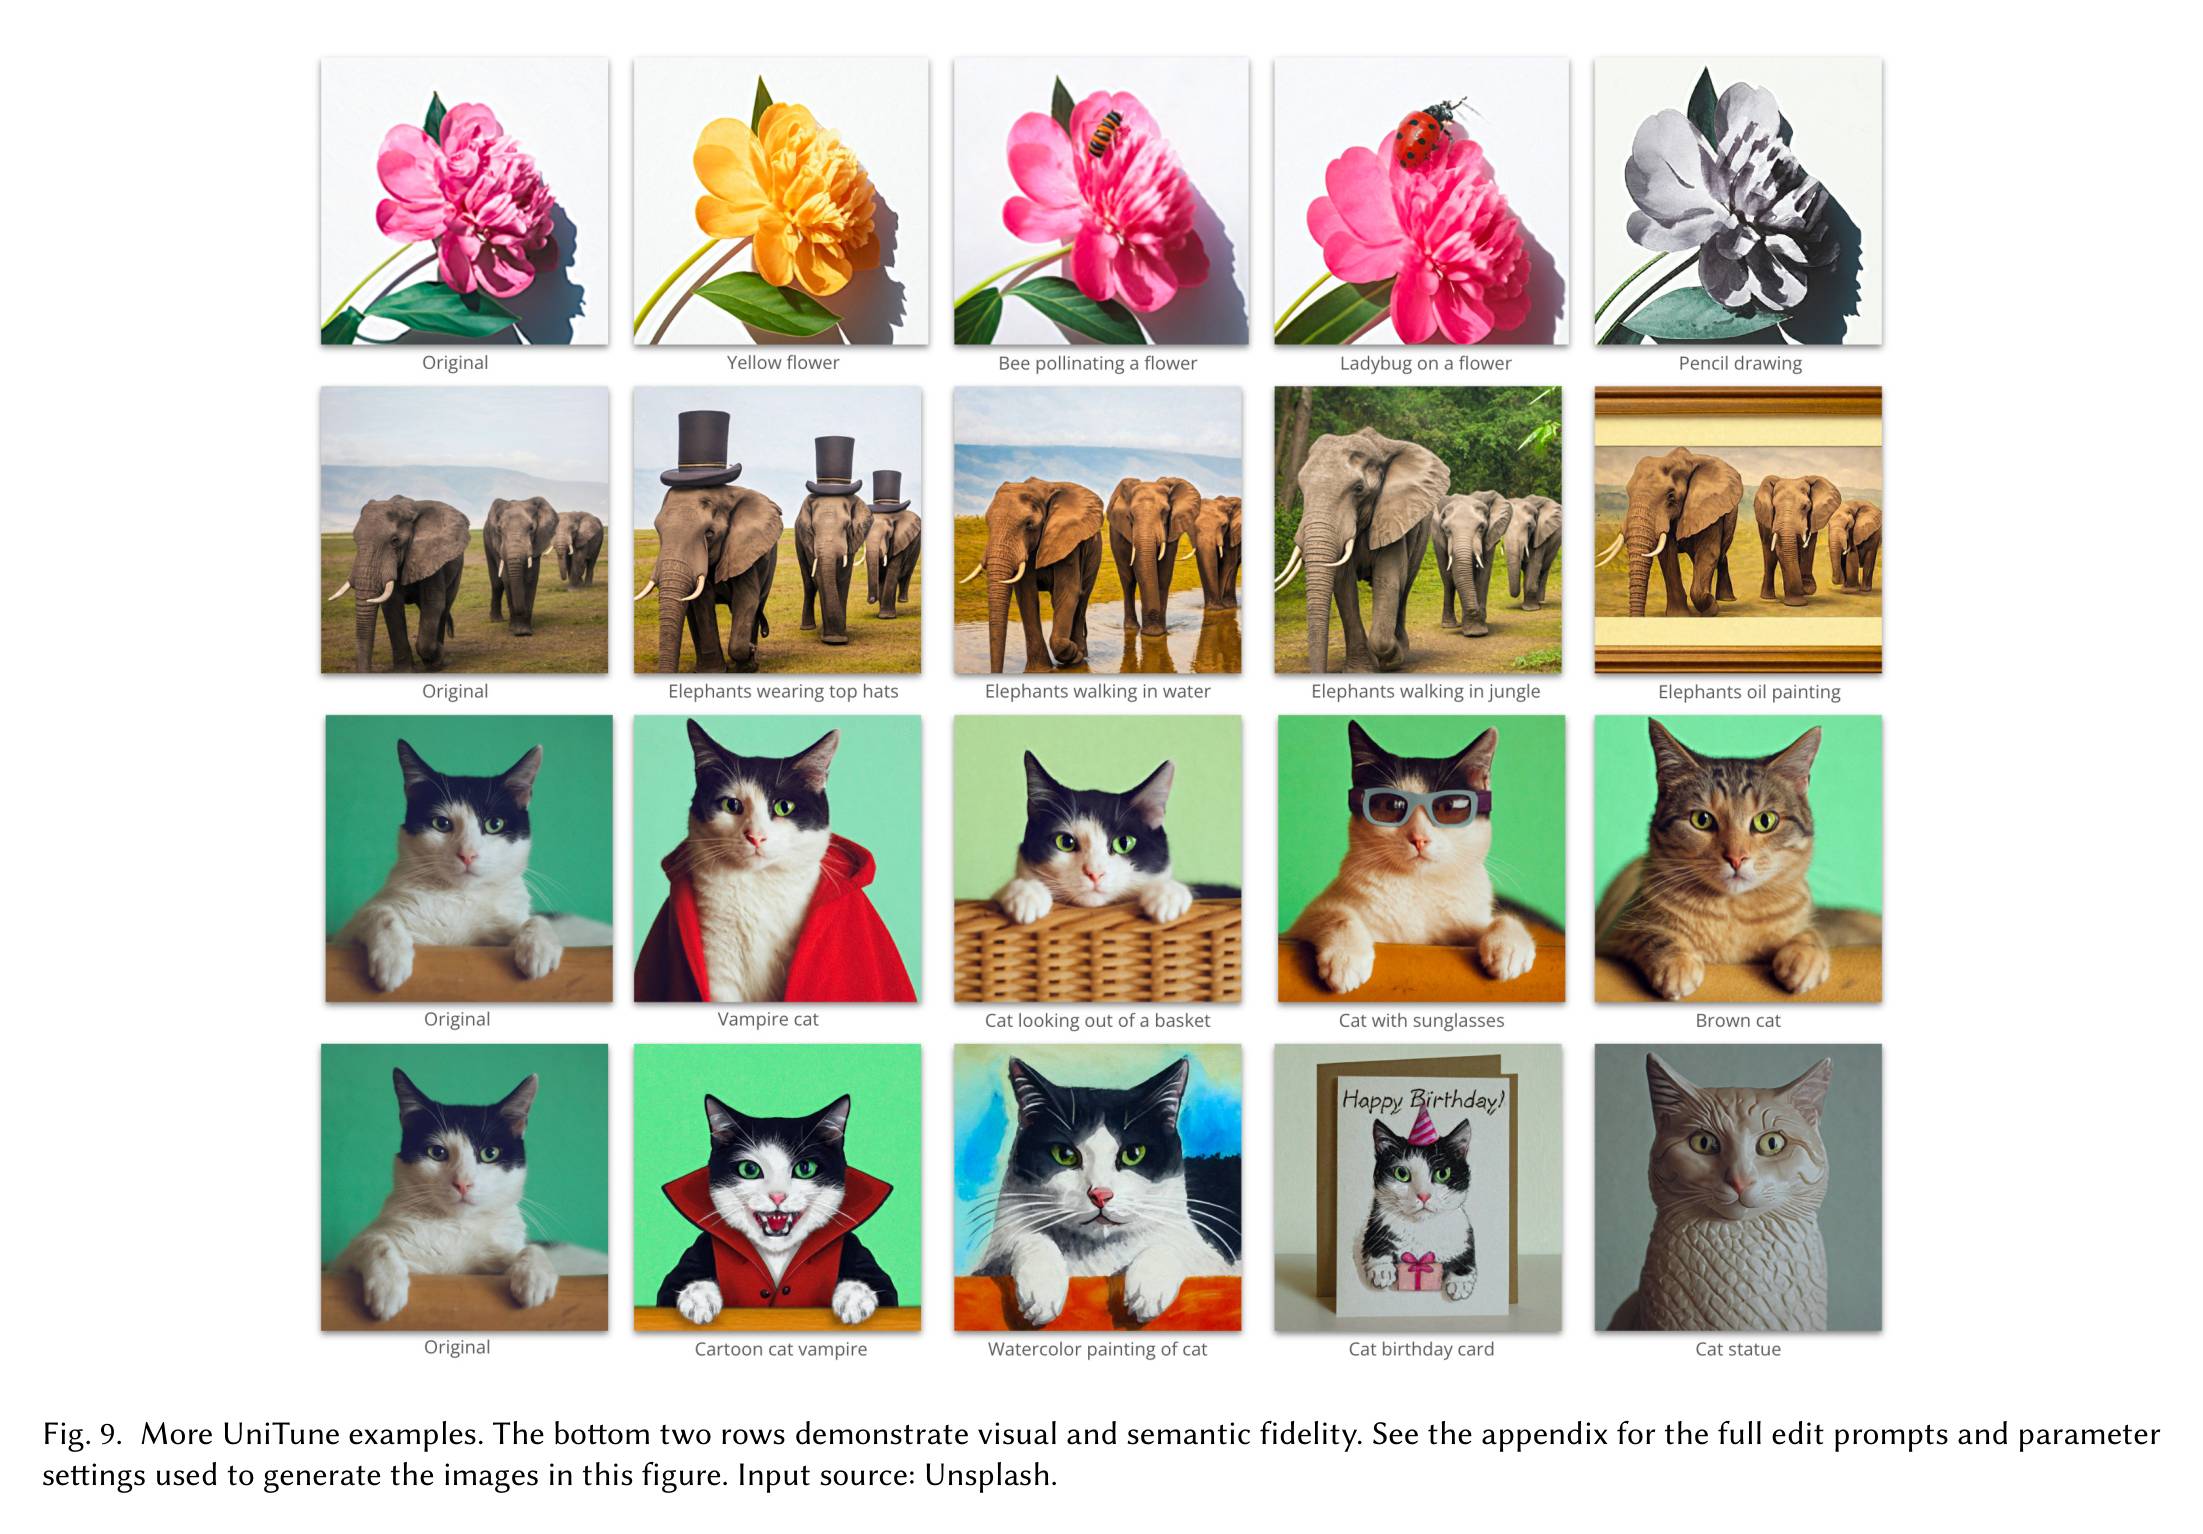 Original
Yellow flower
Bee pollinating a flower
Ladybug on a flower
Pencil drawing
Original
Elephants wearing top hats
Elephants walking in water
Elephants walking in jungle
Elephants oil painting
Original
Vampire cat
Cat looking out of a basket
Cat with sunglasses
Brown cat
Happy Birthday!
Original
Cartoon cat vampire
Watercolor painting of cat
Cat birthday card
Cat statue
Fig. 9. More UniTune examples. The bottom two rows demonstrate visual and semantic fidelity. See the appendix for the full edit prompts and parameter
settings used to generate the images in this figure. Input source: Unsplash.